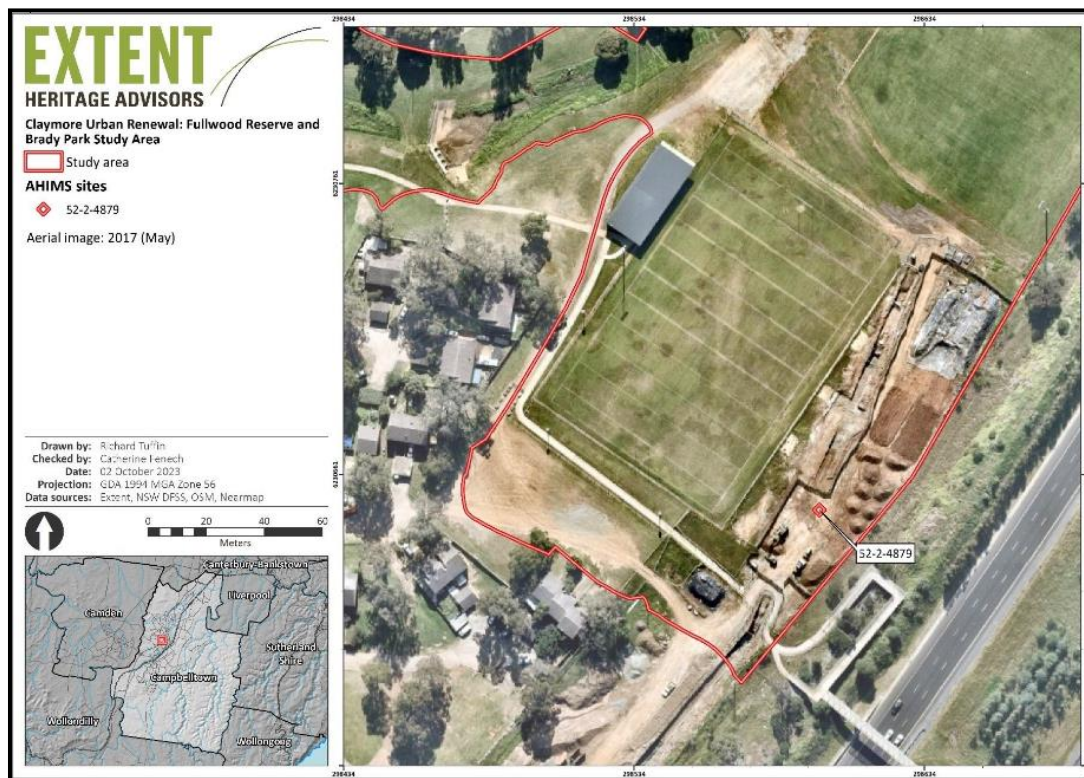 298434
298534
298634
EXTENT
HERITAGE ADVISORS
Claymore Urban Renewal: Fullwood Reserve and
Brady Park Study Area
Study area
AHIMS sites
52-2-4879
Aerial image: 2017 (May)
6230761
6230661
Drawn by: Richard Tuffin
Checked by: Catherine Fenech
Date: 02 October 2023
Projection: GDA 1994 MGA Zone 56
Data sources: Extent, NSW DFSS, OSM, Nearmap
0 20 40 60
Meters
52-2-4879
Canterbury-Bankstown
Liverpool
Camden
Sutherland
Shire
Campbelltown
Wollondilly
Wollongong
298434
298534
298634